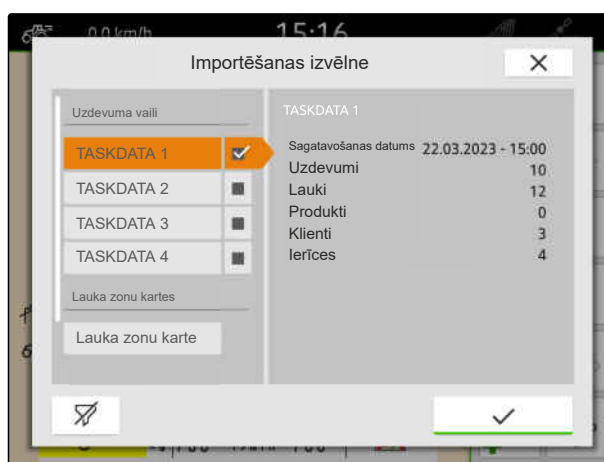 0.0 km/h
15:16
Importēšanas izvēlne
Uzdevuma vaili
TASKDATA 1
TASKDATA 2
TASKDATA 3
TASKDATA 4
Lauka zonu kartes
Lauka zonu karte
TASKDATA 1
Sagatavošanas datums 22.03.2023 - 15:00
Uzdevumi 10
Lauki 12
Produkti 0
Klienti 3
Ierīces 4